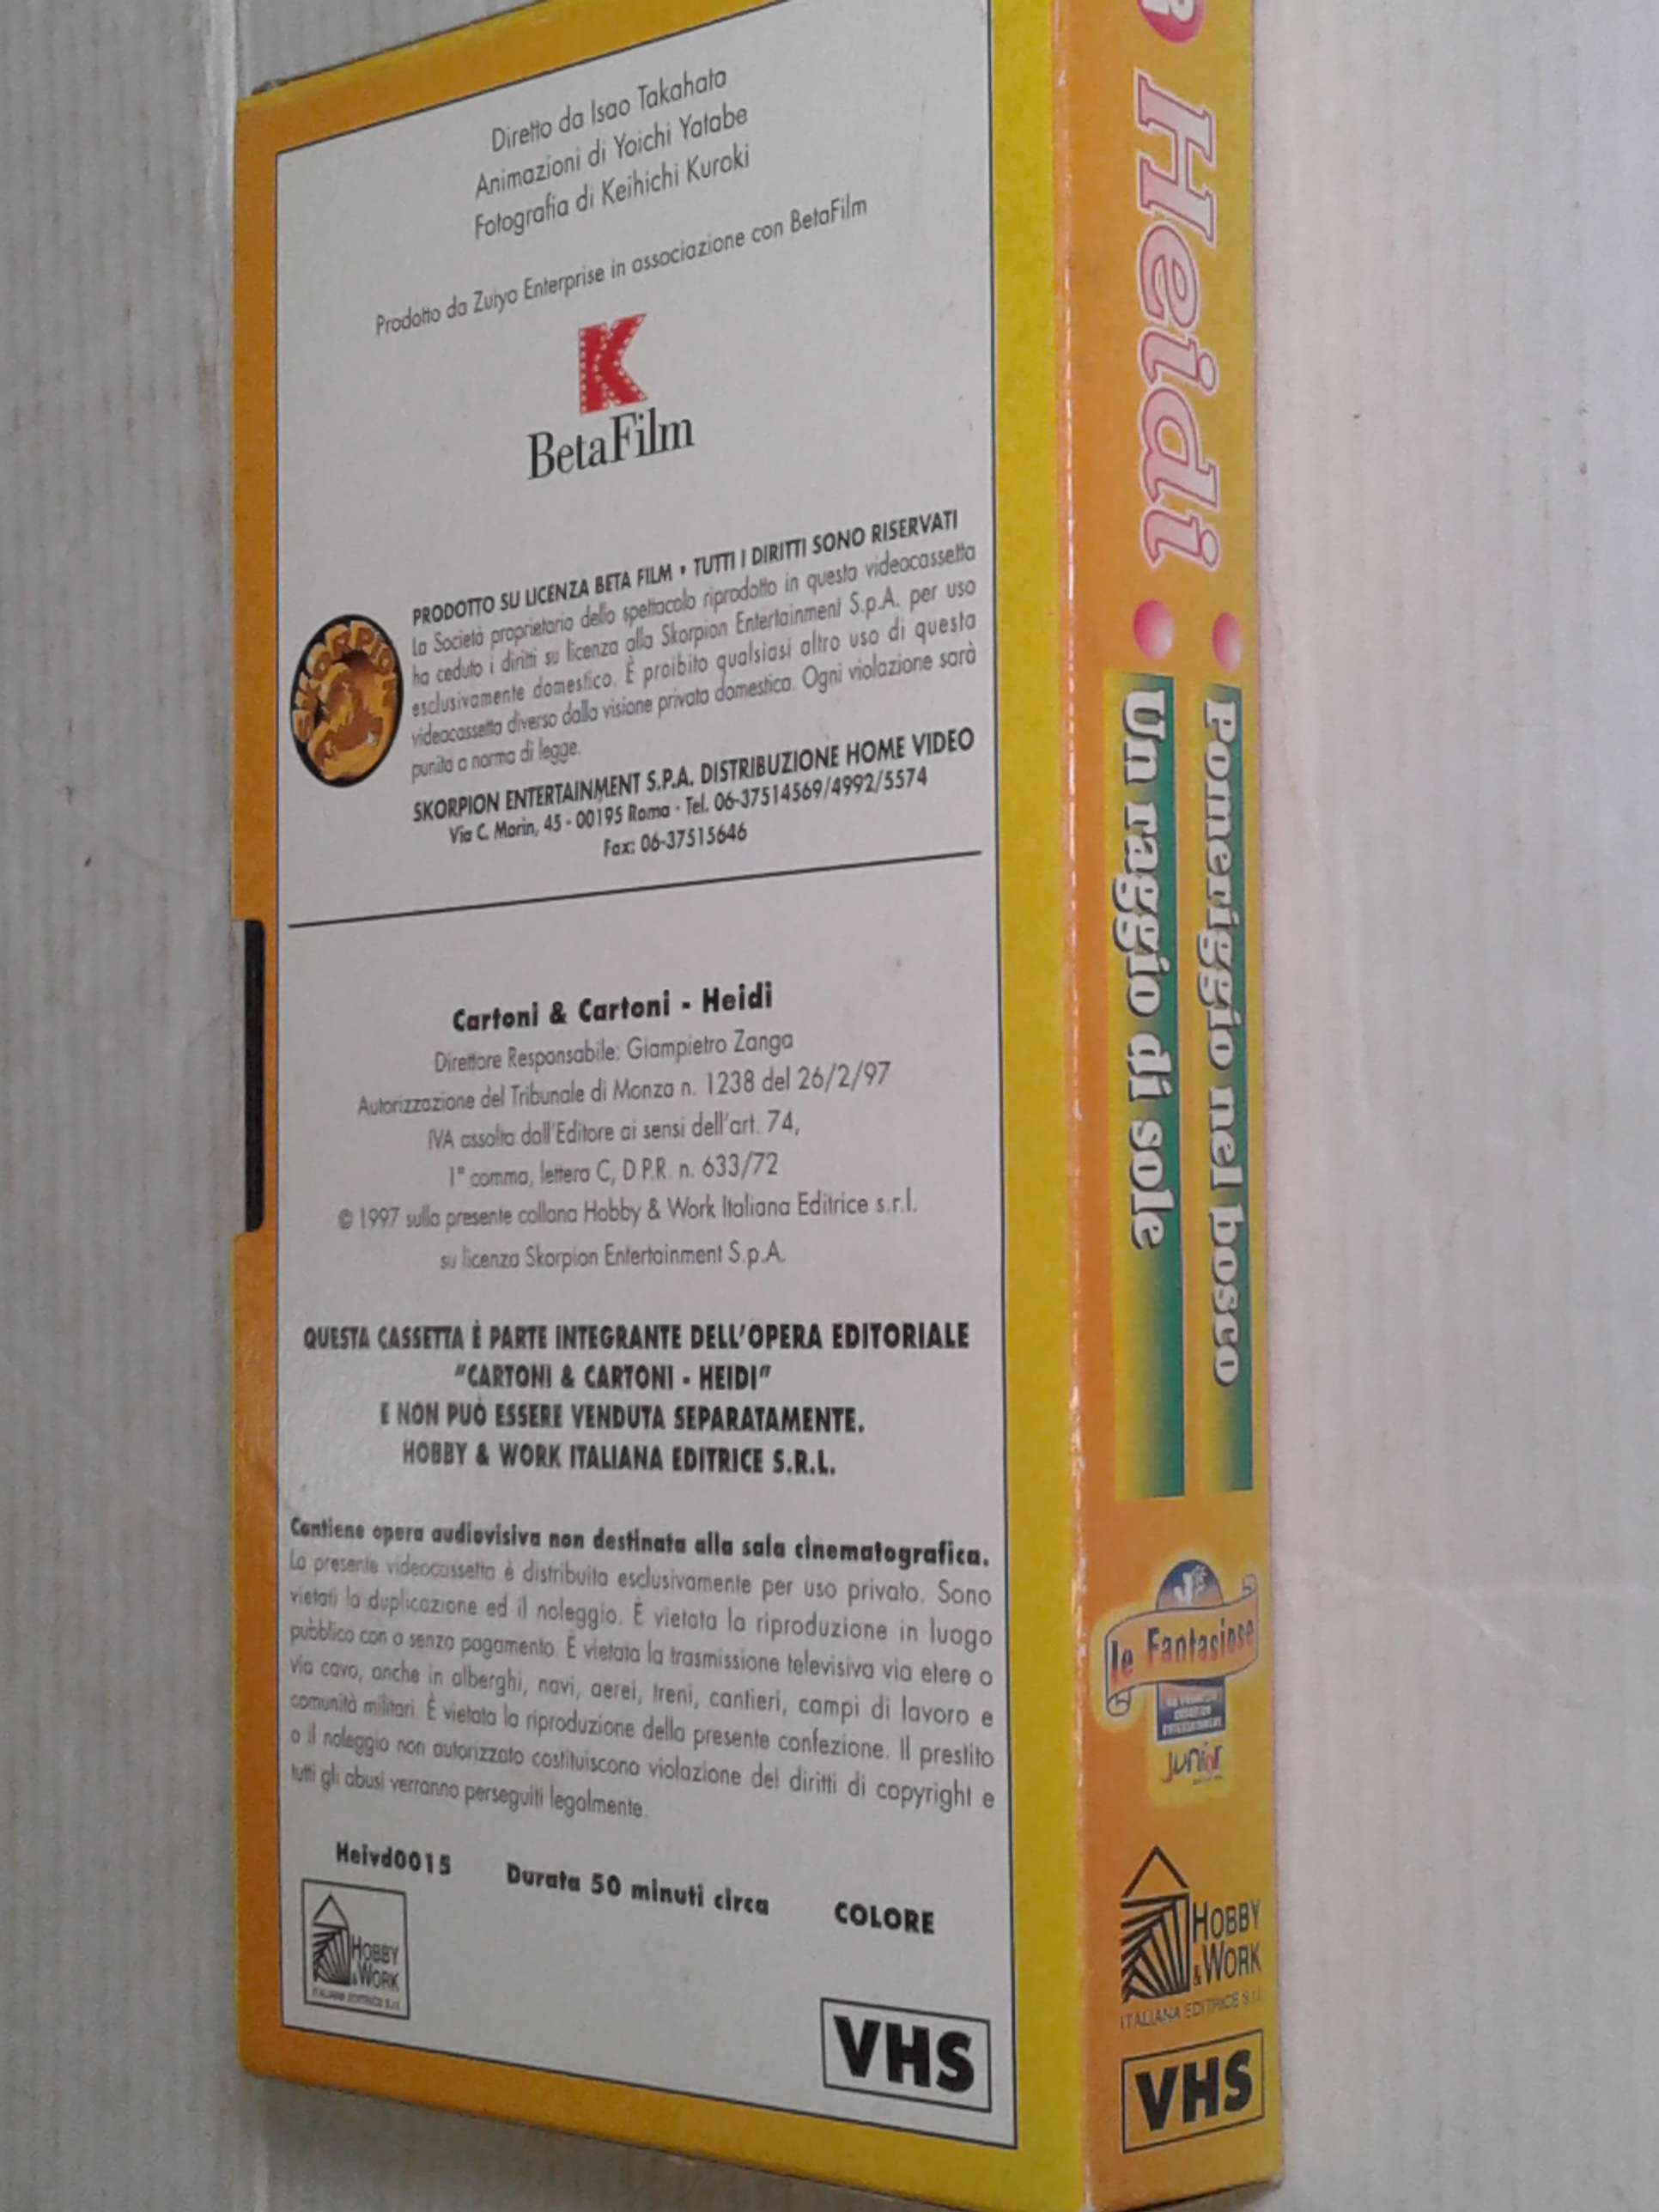 Diretto da Isao Takahata
Animazioni di Yoichi Yatabe
Fotografia di Keihichi Kuroki
Prodotto da Zuiyo Enterprise in associazione con BetaFilm
K
BetaFilm
SKORPION
PRODOTTO SU LICENZA BETA FILM • TUTTI I DIRITTI SONO RISERVATI
La Società proprietaria dello spettacolo riprodotto in questa videocassetta
ha ceduto i diritti su licenza alla Skorpion Entertainment S.p.A. per uso
esclusivamente domestico. È proibito qualsiasi altro uso di questa
videocassetta diverso dalla visione privata domestica. Ogni violazione sarà
punita a norma di legge.
SKORPION ENTERTAINMENT S.P.A. DISTRIBUZIONE HOME VIDEO
Via C. Morin, 45 - 00195 Roma - Tel. 06-37514569/4992/5574
Fax: 06-37515646
Cartoni & Cartoni - Heidi
Direttore Responsabile: Giampietro Zanga
Autorizzazione del Tribunale di Monza n. 1238 del 26/2/97
IVA assolta dall'Editore ai sensi dell'art. 74,
1° comma, lettera C, D.P.R. n. 633/72
© 1997 sulla presente collana Hobby & Work Italiana Editrice s.r.l.
su licenza Skorpion Entertainment S.p.A.
QUESTA CASSETTA È PARTE INTEGRANTE DELL'OPERA EDITORIALE
"CARTONI & CARTONI - HEIDI"
E NON PUÒ ESSERE VENDUTA SEPARATAMENTE.
HOBBY & WORK ITALIANA EDITRICE S.R.L.
Contiene opera audiovisiva non destinata alla sala cinematografica.
La presente videocassetta è distribuita esclusivamente per uso privato. Sono
vietati la duplicazione ed il noleggio. È vietata la riproduzione in luogo
pubblico con o senza pagamento. È vietata la trasmissione televisiva via etere o
via cavo, anche in alberghi, navi, aerei, treni, cantieri, campi di lavoro e
comunità militari. È vietata la riproduzione della presente confezione. Il prestito
o il noleggio non autorizzato costituiscono violazione dei diritti di copyright e
tutti gli abusi verranno perseguiti legalmente.
Heivd0015 Durata 50 minuti circa COLORE
HOBBY
& WORK
ITALIANA EDITRICE S.r.l.
VHS
Heidi
Pomeriggio nel bosco
Un raggio di sole
le Fantasiose
Junior
HOBBY
& WORK
ITALIANA EDITRICE S.r.l.
VHS